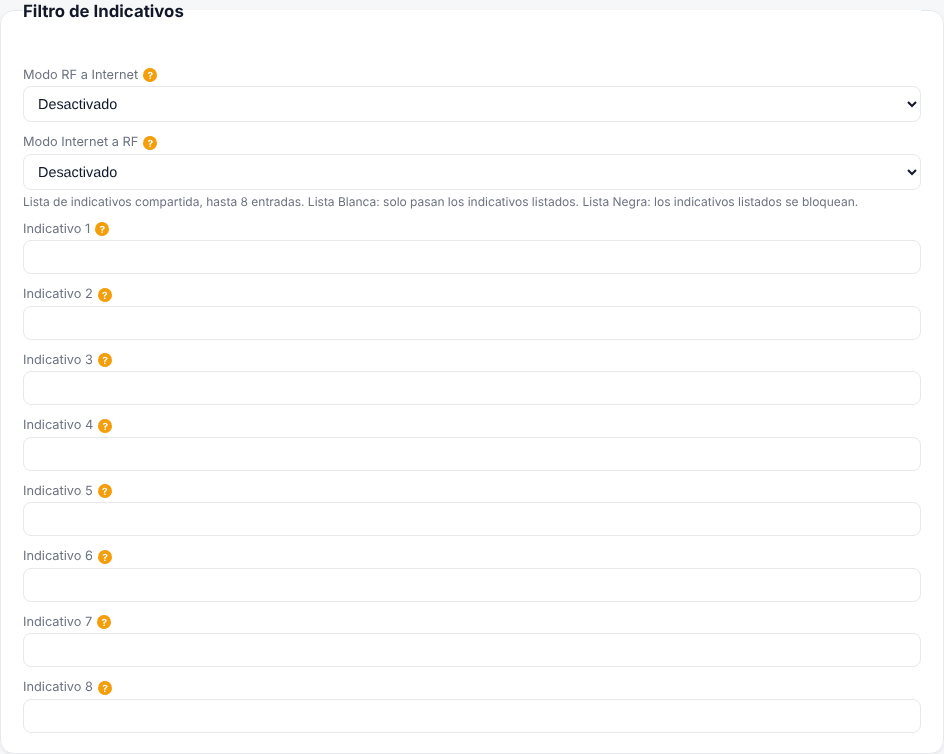 Filtro de Indicativos
Modo RF a Internet ?
Desactivado
Modo Internet a RF ?
Desactivado
Lista de indicativos compartida, hasta 8 entradas. Lista Blanca: solo pasan los indicativos listados. Lista Negra: los indicativos listados se bloquean.
Indicativo 1 ?
Indicativo 2 ?
Indicativo 3 ?
Indicativo 4 ?
Indicativo 5 ?
Indicativo 6 ?
Indicativo 7 ?
Indicativo 8 ?